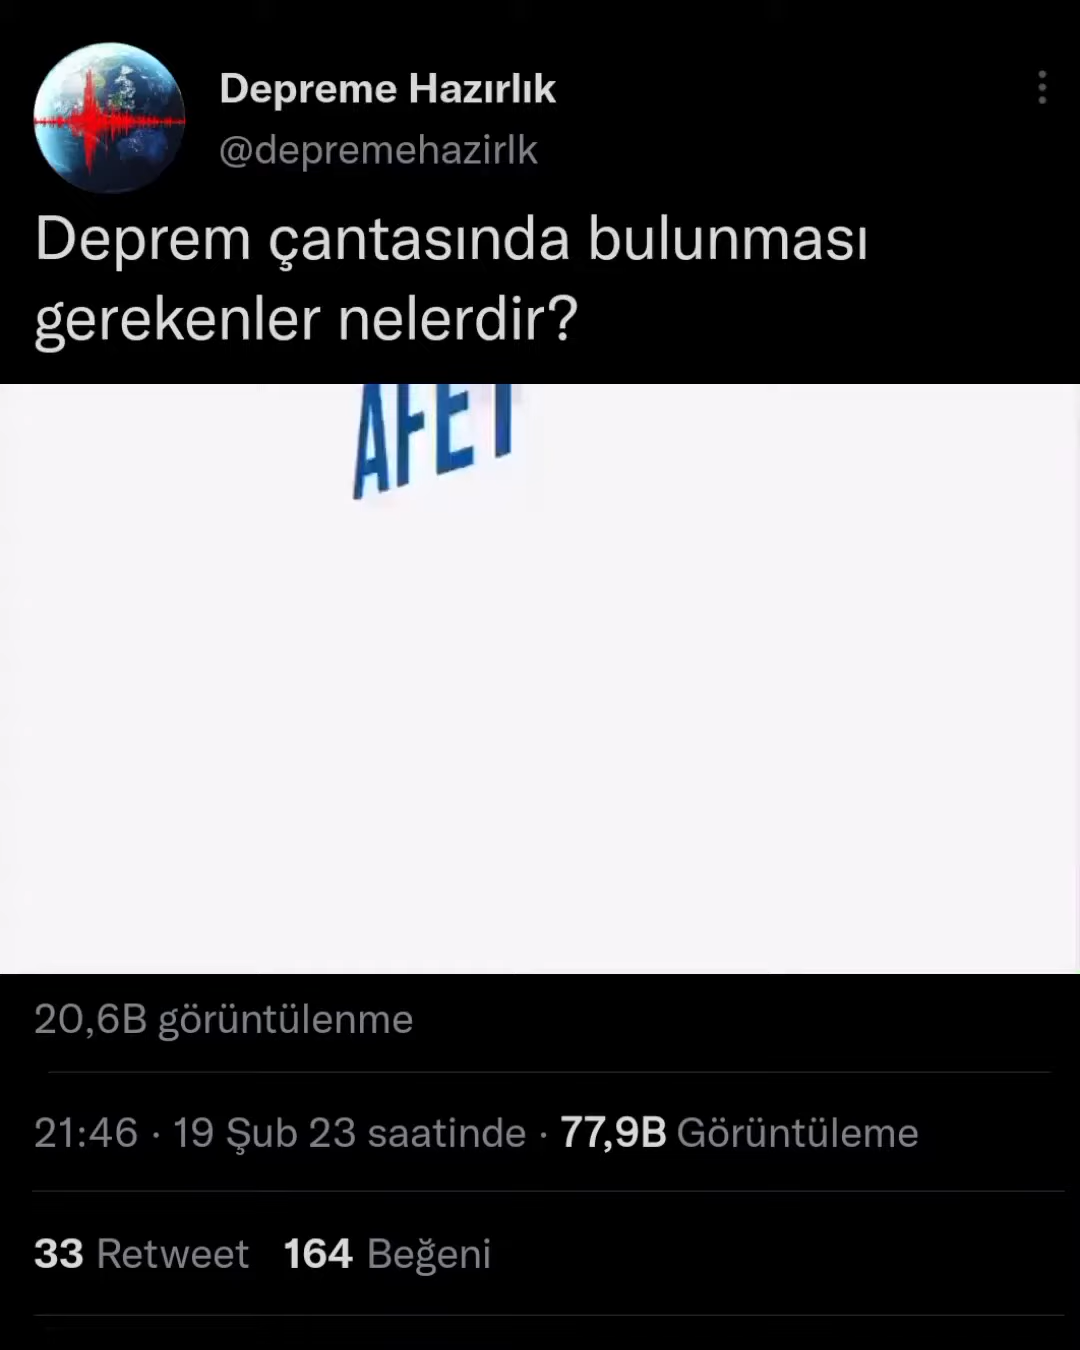 Depreme Hazırlık
@depremehazirlk
Deprem çantasında bulunması
gerekenler nelerdir?
AFET
20,6B görüntülenme
21:46 · 19 Şub 23 saatinde · 77,9B Görüntüleme
33 Retweet 164 Beğeni